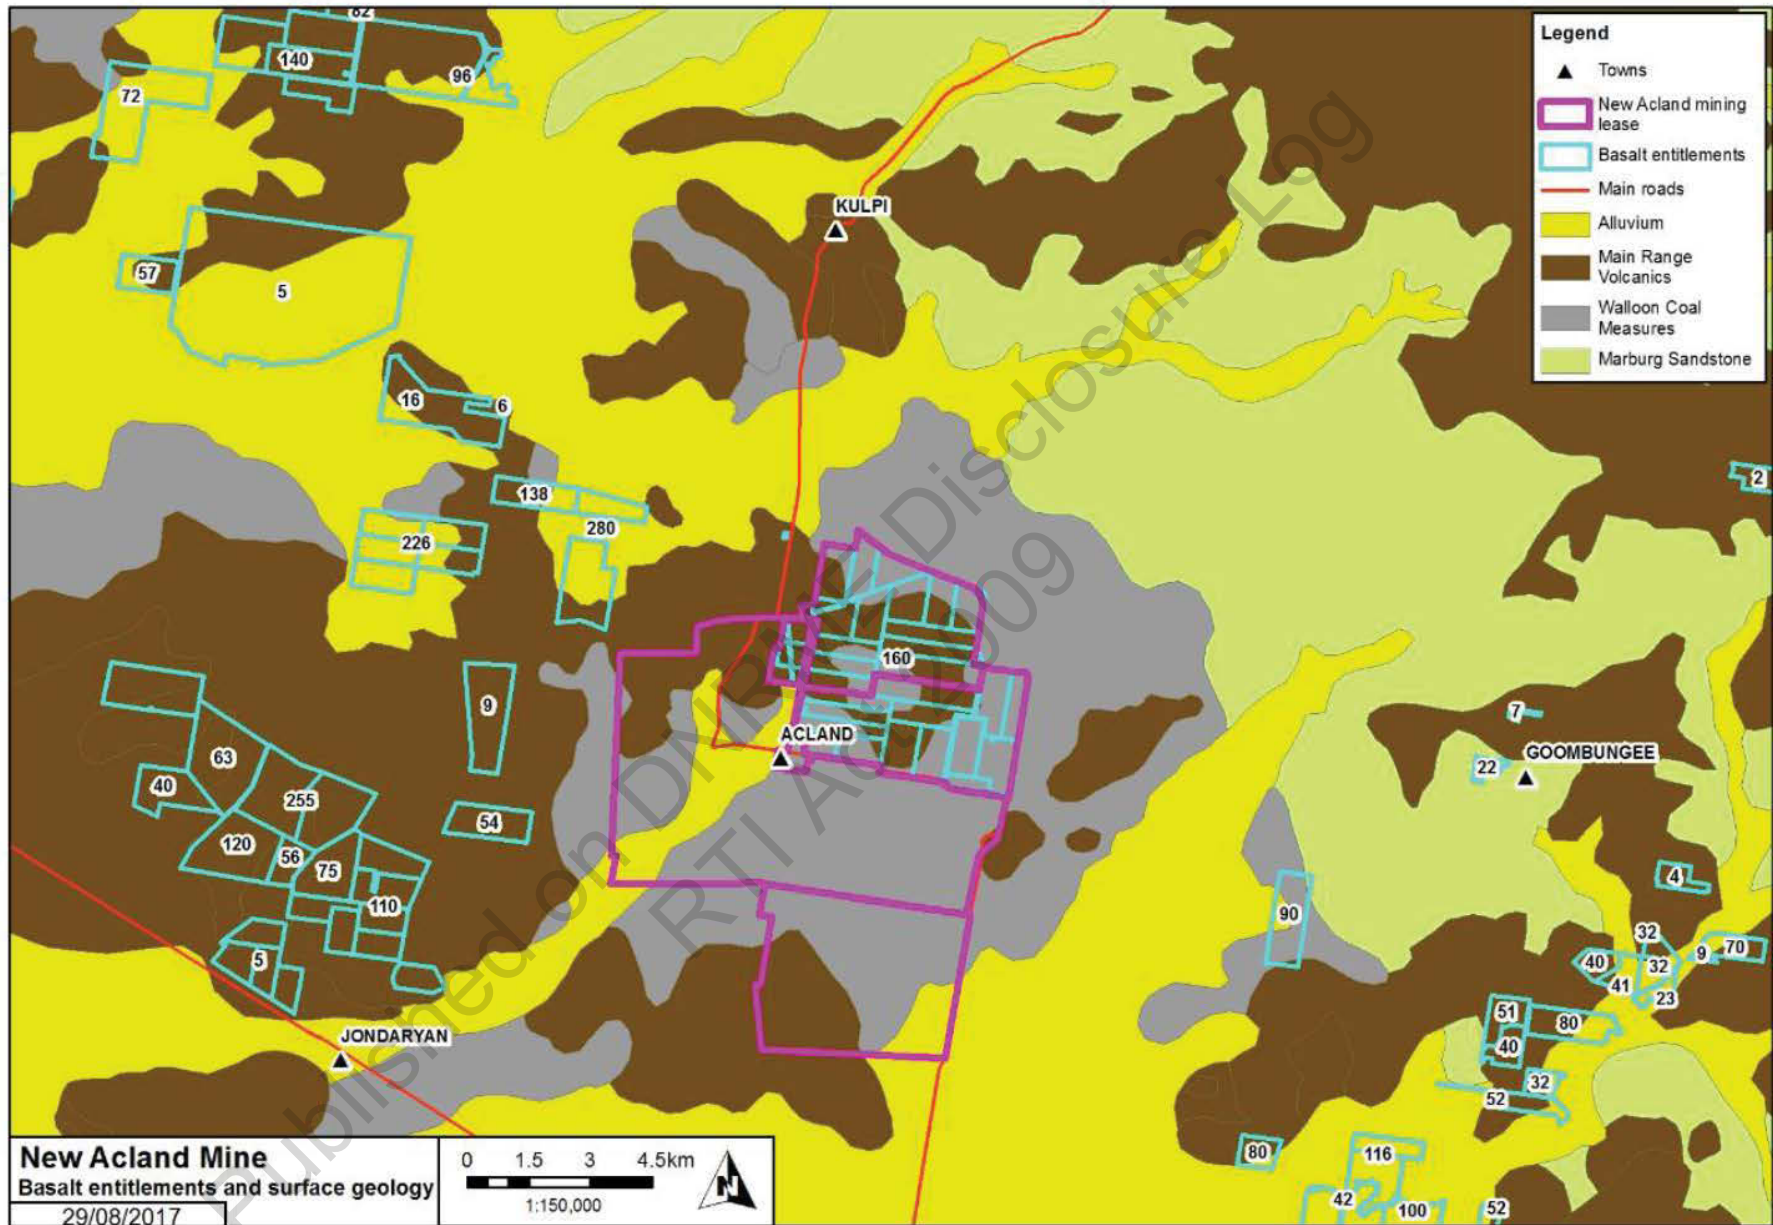 82
140
96
72
KULPI
57
5
16
6
138
280
226
160
ACLAND
9
63
40
255
54
120
56
75
110
5
JONDARYAN
2
7
GOOMBUNGEE
22
4
90
32
70
9
40
32
41
23
51
80
40
32
52
80
116
42
100
52
Legend
Towns
New Acland mining
lease
Basalt entitlements
Main roads
Alluvium
Main Range
Volcanics
Walloon Coal
Measures
Marburg Sandstone
New Acland Mine
Basalt entitlements and surface geology
29/08/2017
0 1.5 3 4.5km
1:150,000
N
Published on DNRME Disclosure Log
RTI Act 2009